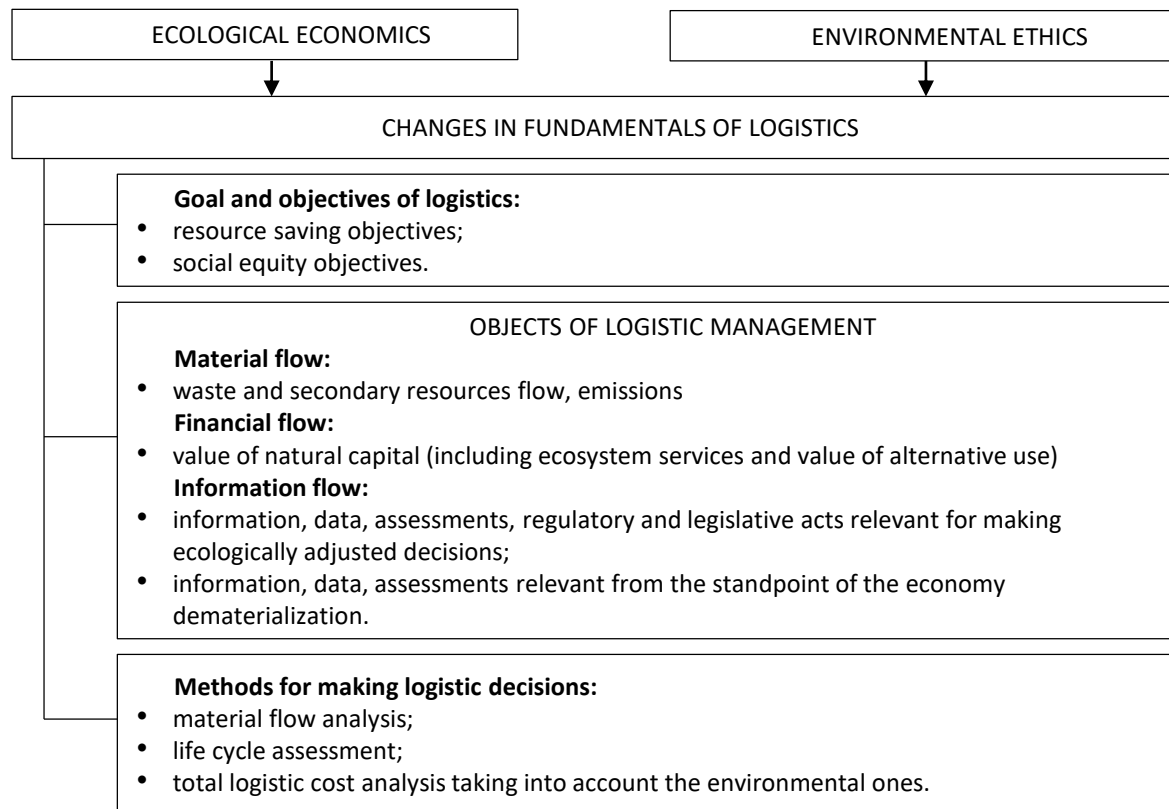 ECOLOGICAL ECONOMICS
ENVIRONMENTAL ETHICS
CHANGES IN FUNDAMENTALS OF LOGISTICS
Goal and objectives of logistics:
• resource saving objectives;
• social equity objectives.
OBJECTS OF LOGISTIC MANAGEMENT
Material flow:
• waste and secondary resources flow, emissions
Financial flow:
• value of natural capital (including ecosystem services and value of alternative use)
Information flow:
• information, data, assessments, regulatory and legislative acts relevant for making
ecologically adjusted decisions;
• information, data, assessments relevant from the standpoint of the economy
dematerialization.
Methods for making logistic decisions:
• material flow analysis;
• life cycle assessment;
• total logistic cost analysis taking into account the environmental ones.